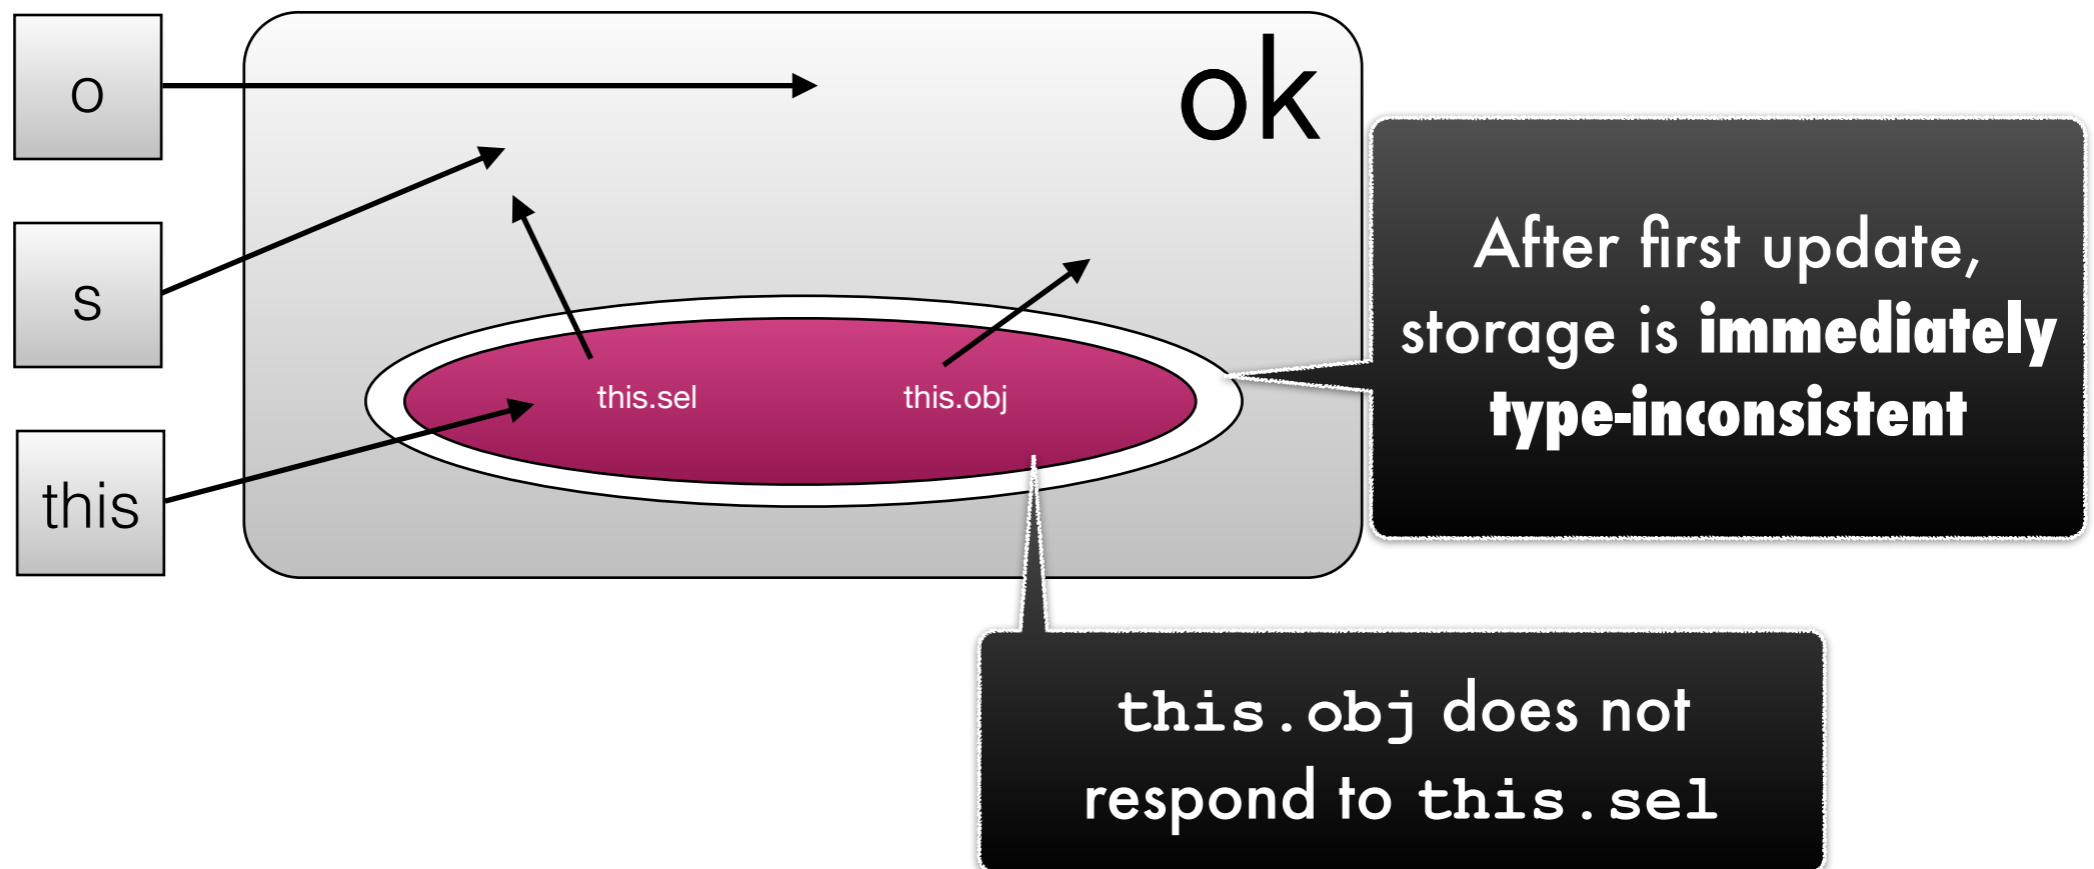 o
ok
s
this
this.sel
this.obj
After first update,
storage is immediately
type-inconsistent
this.obj does not
respond to this.sel